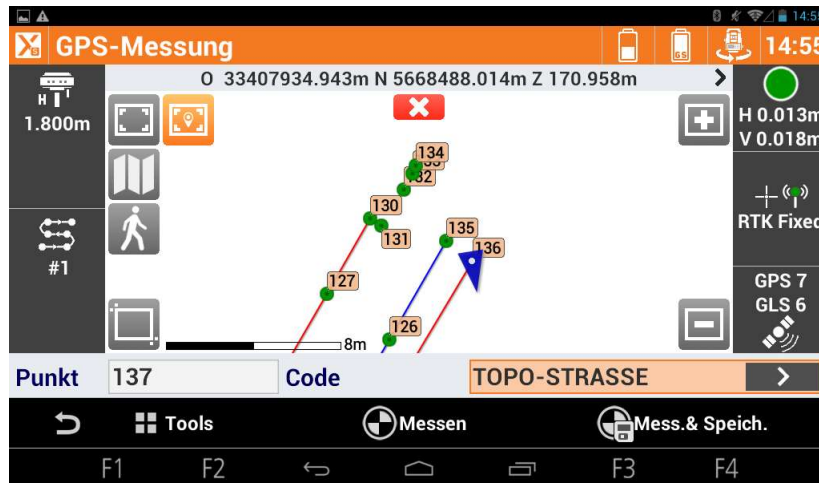 14:55
GPS-Messung
GS
14:55
O 33407934.943m N 5668488.014m Z 170.958m
H
1.800m
H 0.013m
V 0.018m
134
132
130
131
135
136
RTK Fixed
#1
127
126
GPS 7
GLS 6
8m
Punkt 137 Code TOPO-STRASSE
Tools Messen Mess.& Speich.
F1 F2 F3 F4